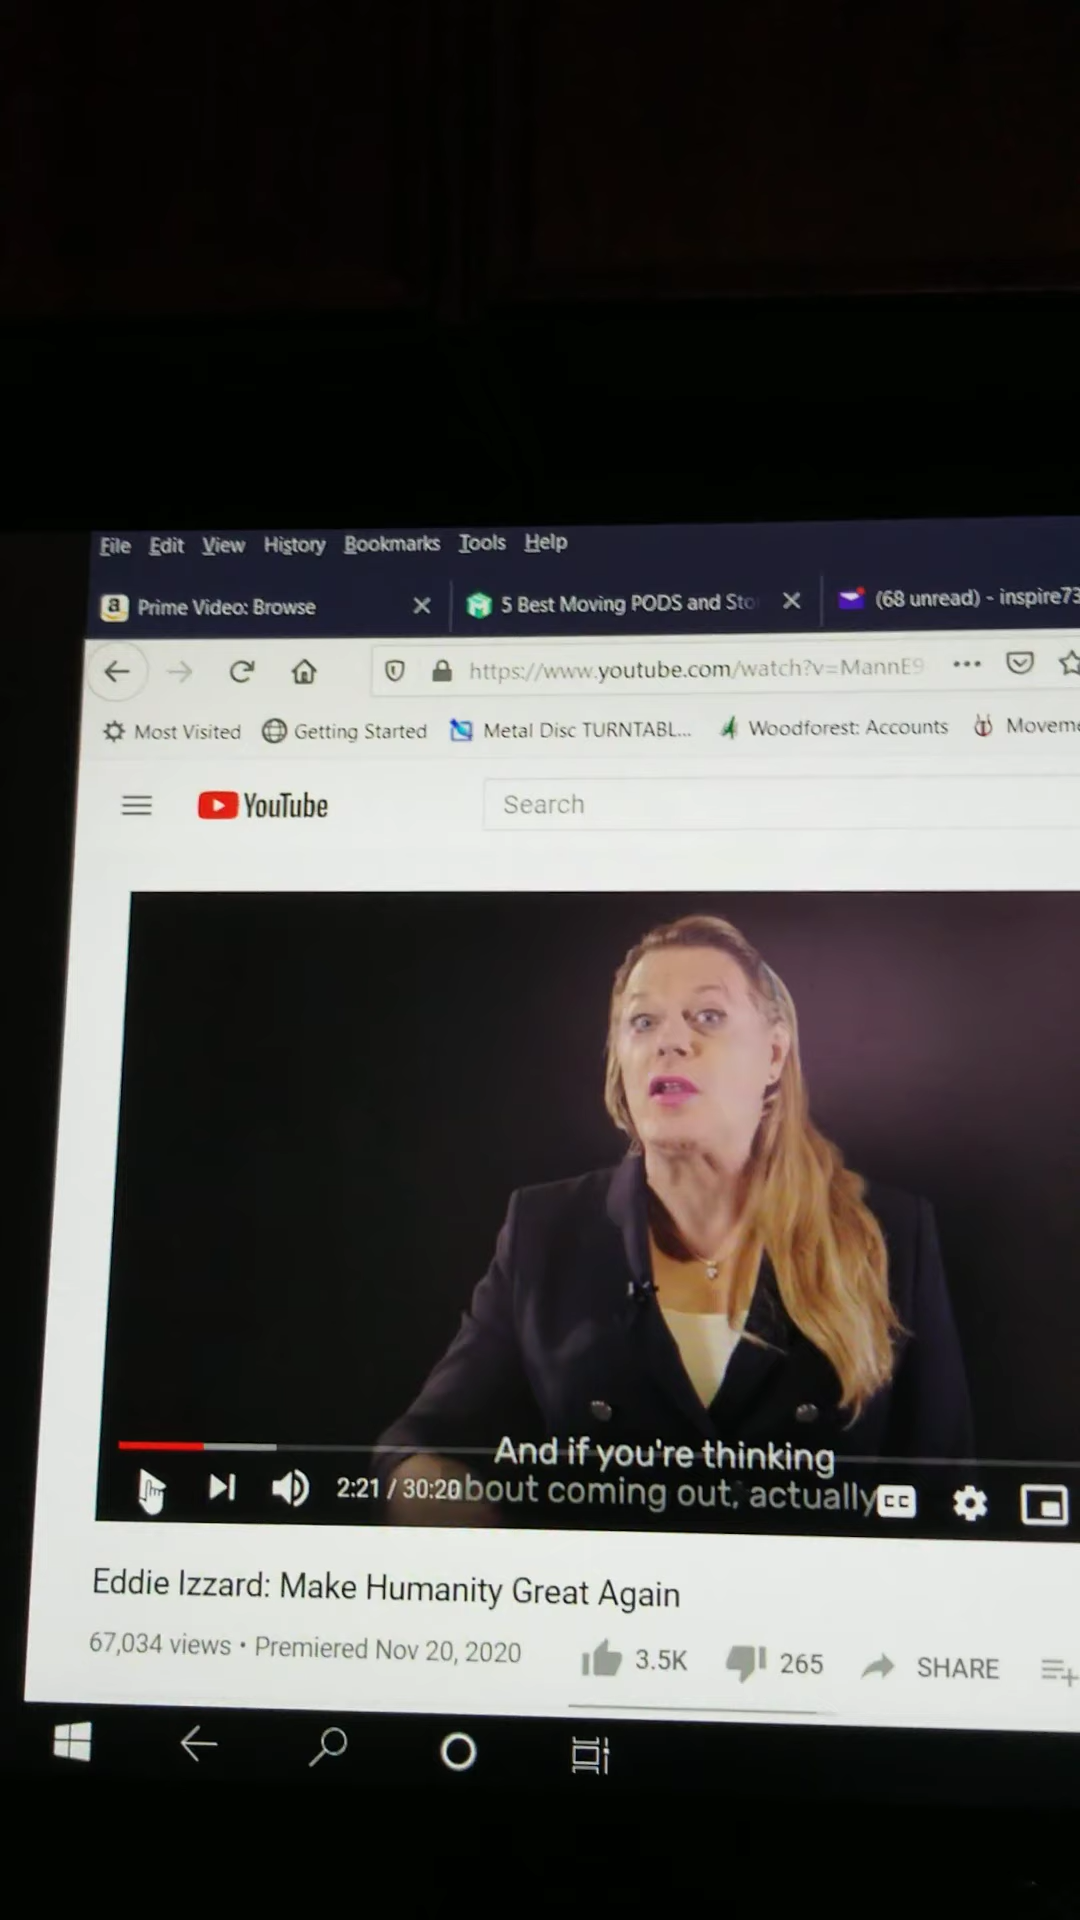 File Edit View History Bookmarks Tools Help
Prime Video: Browse
5 Best Moving PODS and Sto
(68 unread) - inspire73
https://www.youtube.com/watch?v=MannE9
Most Visited Getting Started Metal Disc TURNTABL... Woodforest: Accounts Moveme
YouTube
Search
And if you're thinking
2:21 / 30:20
bout coming out, actually
CC
Eddie Izzard: Make Humanity Great Again
67,034 views • Premiered Nov 20, 2020
3.5K 265 SHARE